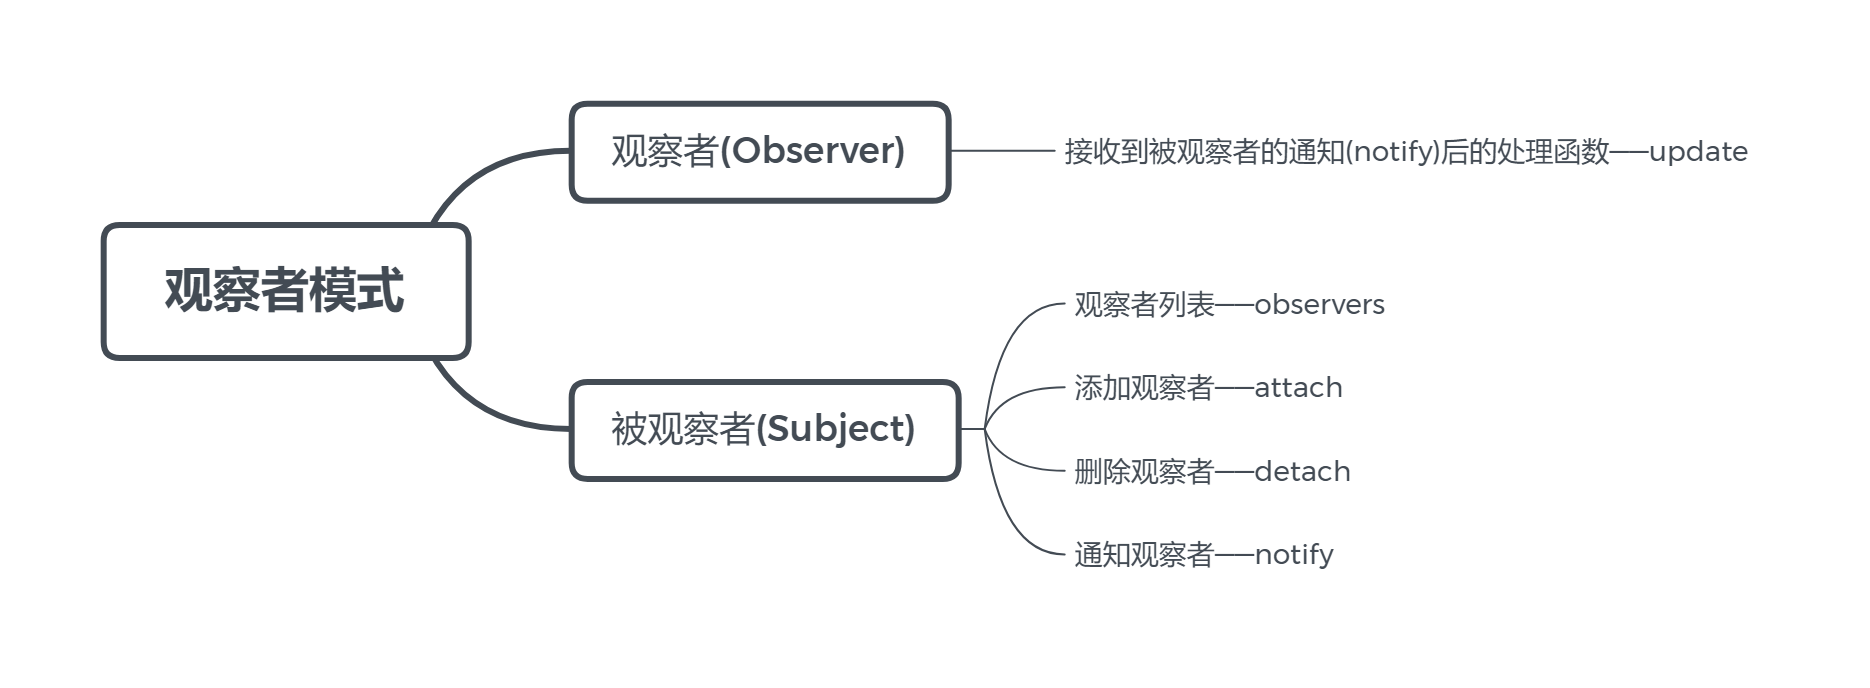 观察者模式
观察者(Observer)
接收到被观察者的通知(notify)后的处理函数——update
被观察者(Subject)
观察者列表——observers
添加观察者——attach
删除观察者——detach
通知观察者——notify